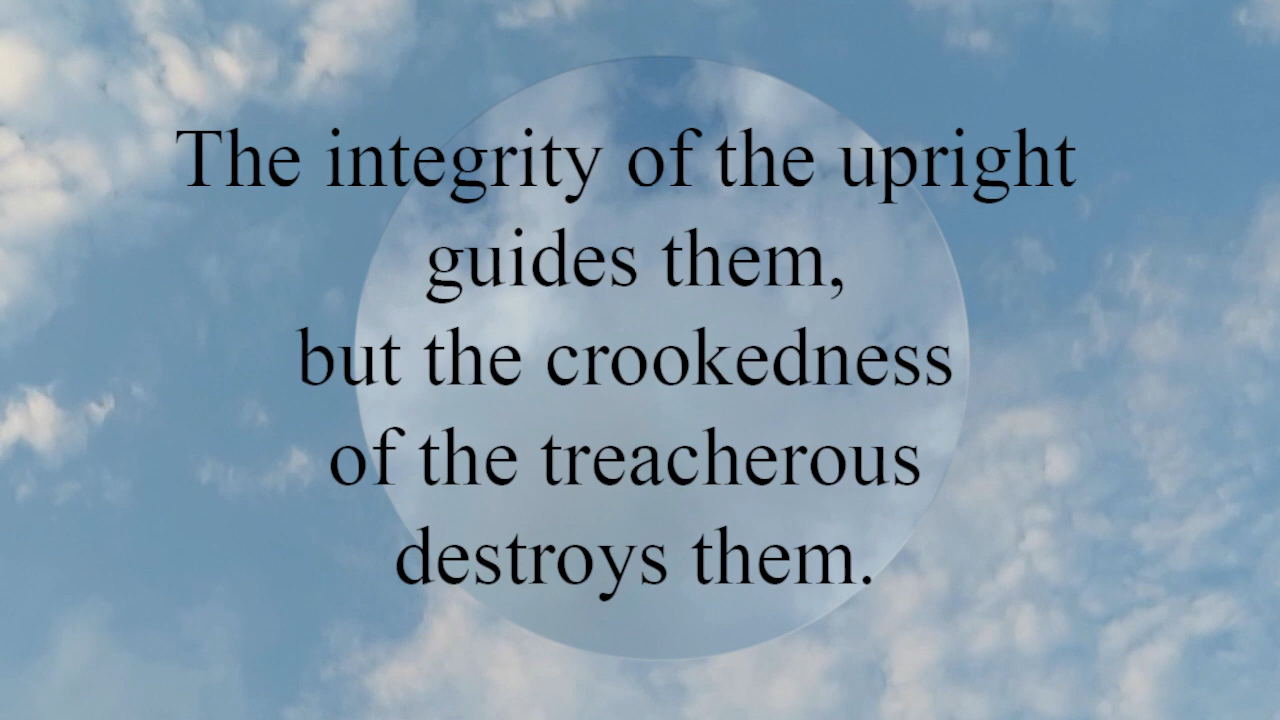 The integrity of the upright
guides them,
but the crookedness
of the treacherous
destroys them.